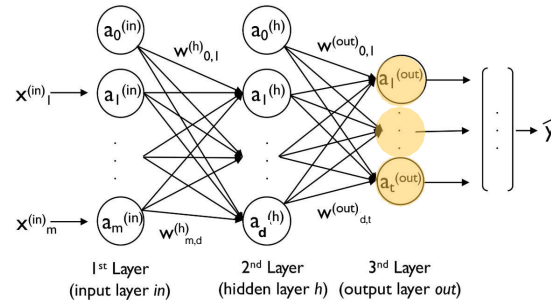 a₀⁽ⁱⁿ⁾ a₀⁽ʰ⁾
w⁽ʰ⁾₀,₁ w⁽ᵒᵘᵗ⁾₀,₁
x⁽ⁱⁿ⁾₁ a₁⁽ⁱⁿ⁾ a₁⁽ʰ⁾ a₁⁽ᵒᵘᵗ⁾
ŷ
x⁽ⁱⁿ⁾ₘ aₘ⁽ⁱⁿ⁾ a_d⁽ʰ⁾ aₜ⁽ᵒᵘᵗ⁾
w⁽ʰ⁾ₘ,d w⁽ᵒᵘᵗ⁾d,ₜ
1ˢᵗ Layer
(input layer in)
2ⁿᵈ Layer
(hidden layer h)
3ʳᵈ Layer
(output layer out)